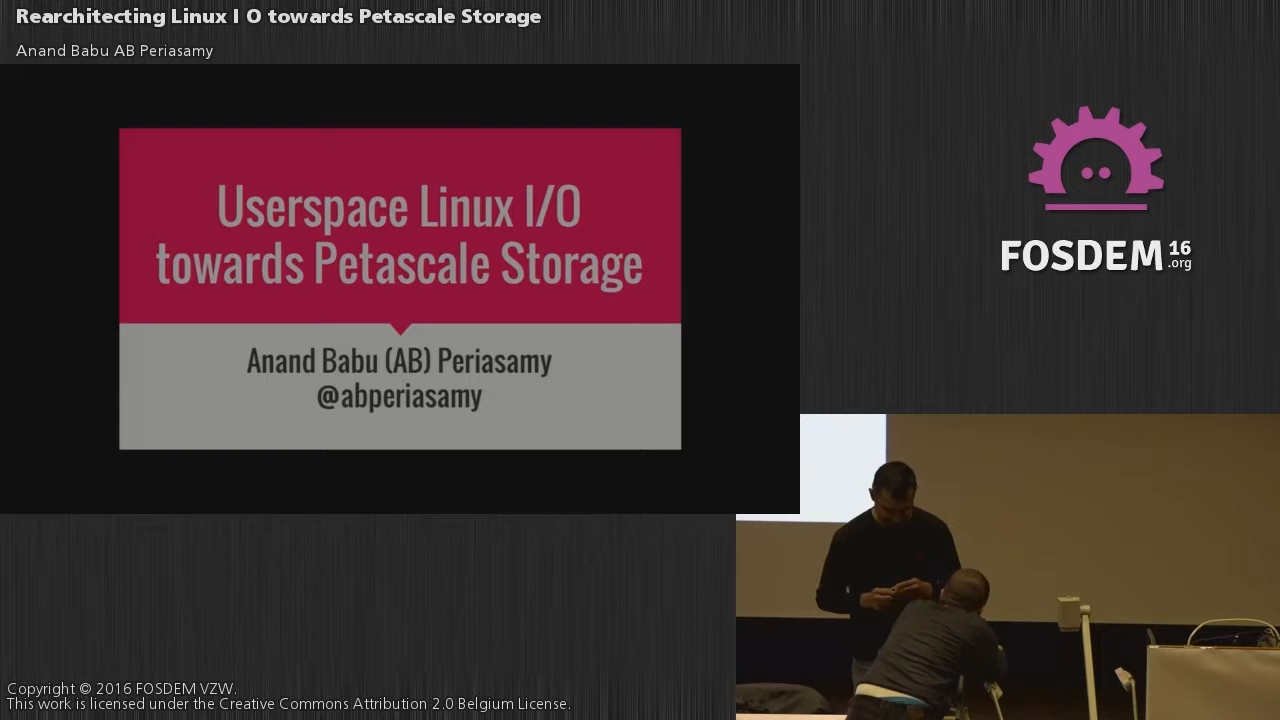 Rearchitecting Linux I O towards Petascale Storage
Anand Babu AB Periasamy
Userspace Linux I/O
towards Petascale Storage
Anand Babu (AB) Periasamy
@abperiasamy
FOSDEM 16
.org
Copyright © 2016 FOSDEM VZW.
This work is licensed under the Creative Commons Attribution 2.0 Belgium License.